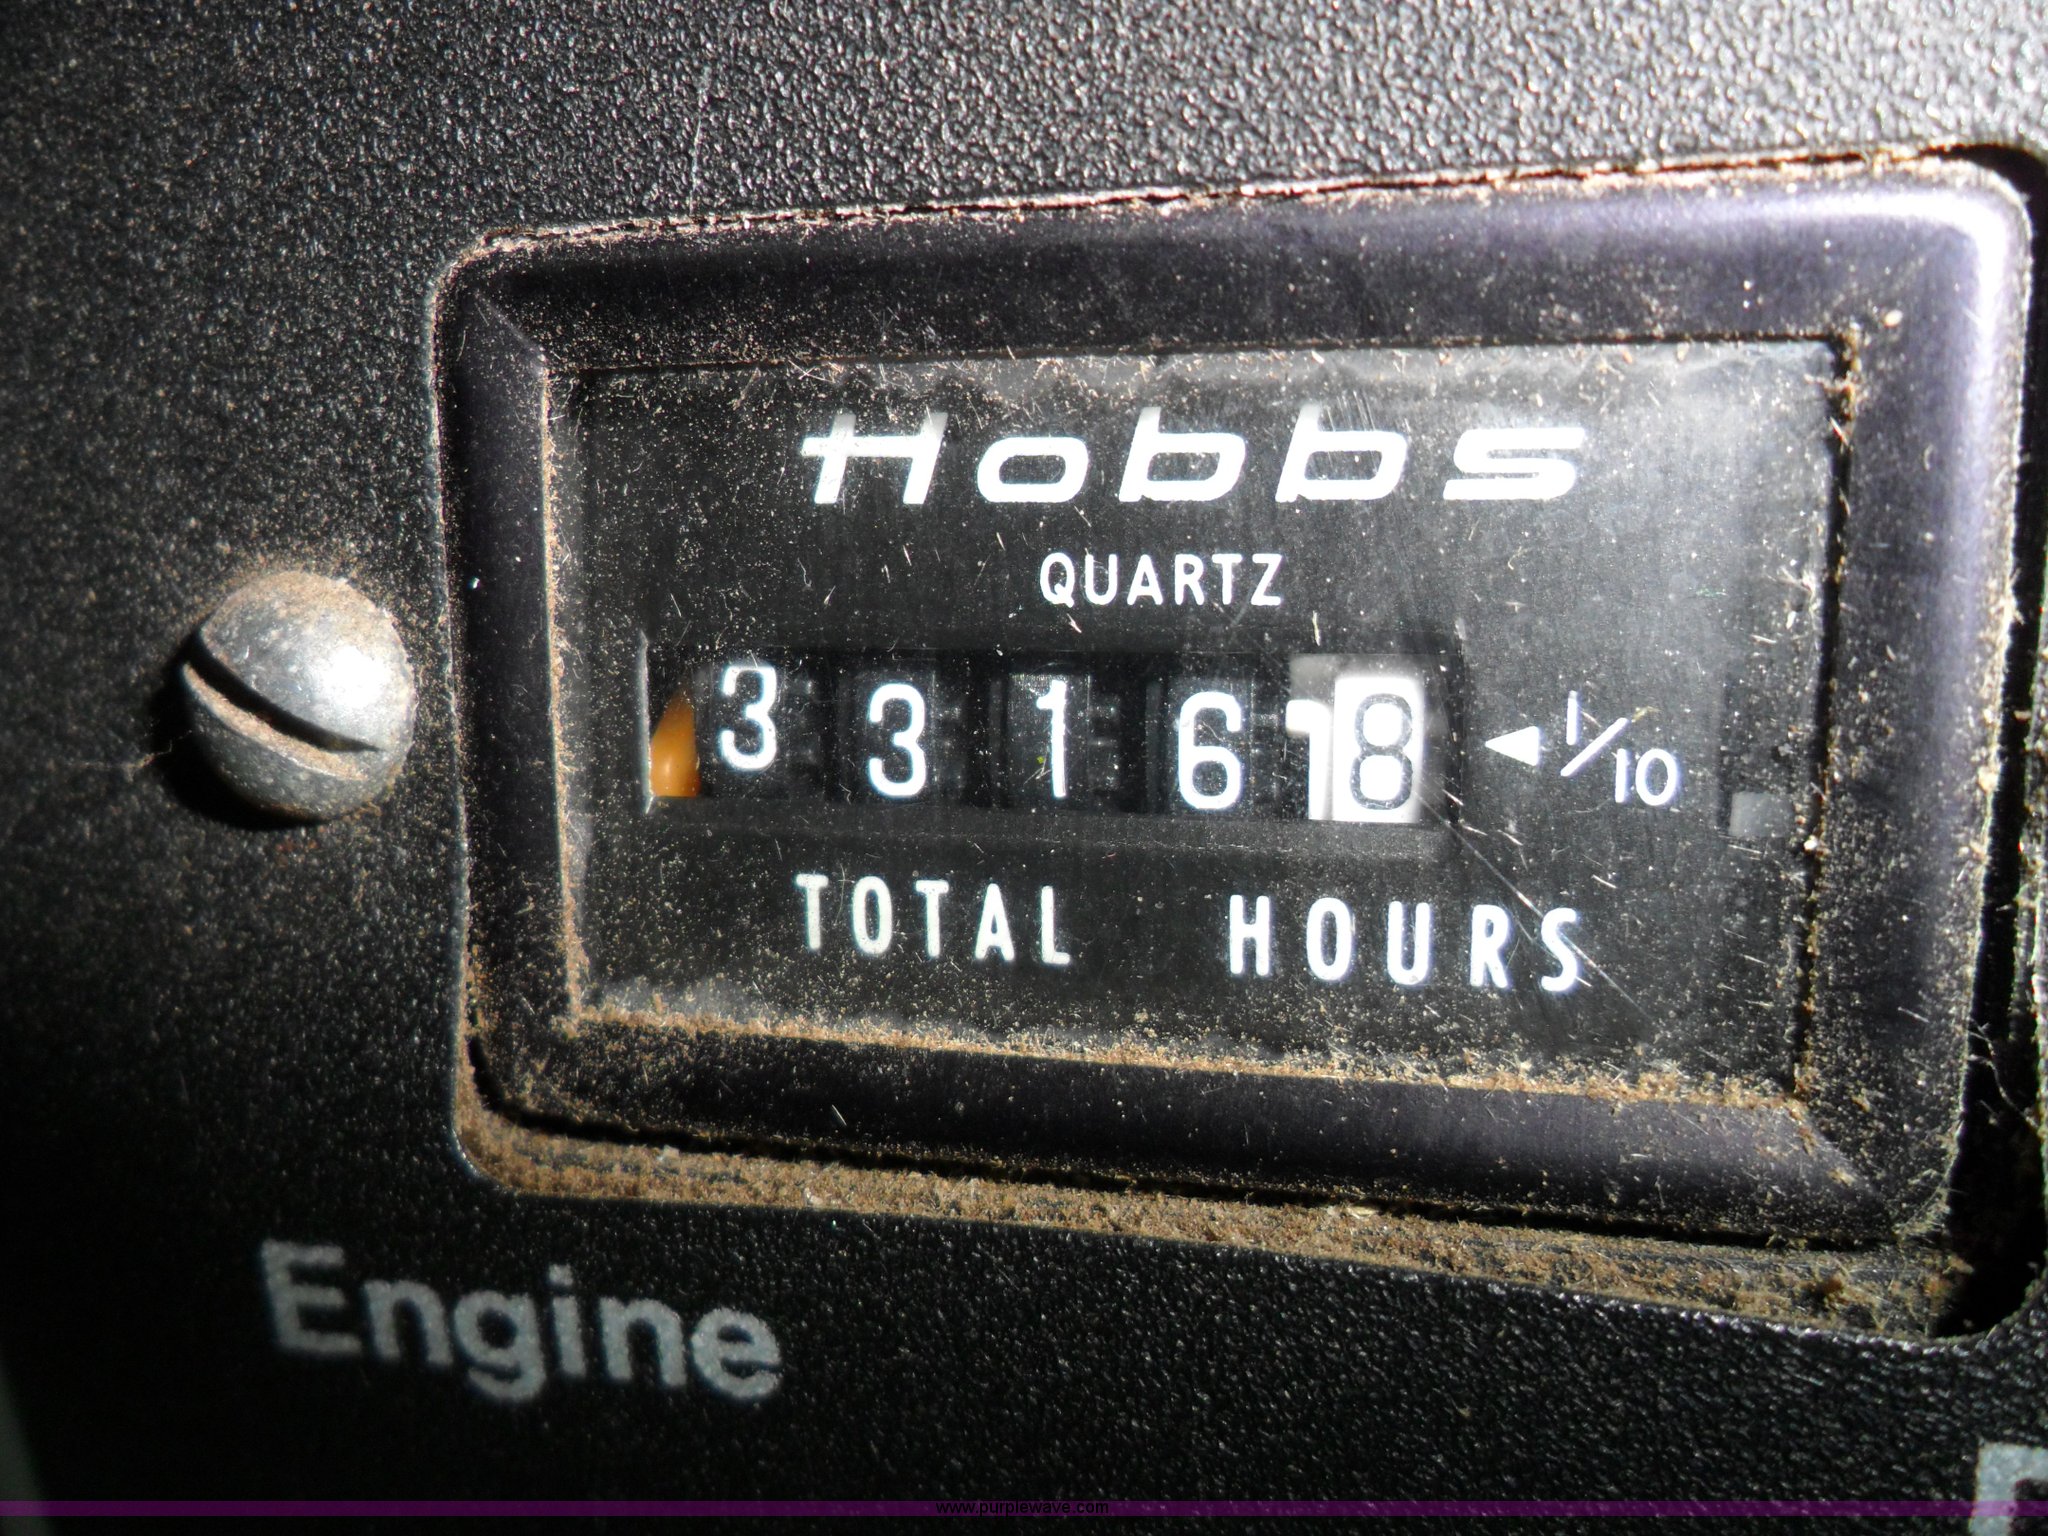 Hobbs
QUARTZ
3 3 1 6 8 ◄ 1/10
TOTAL HOURS
Engine
www.purplewave.com